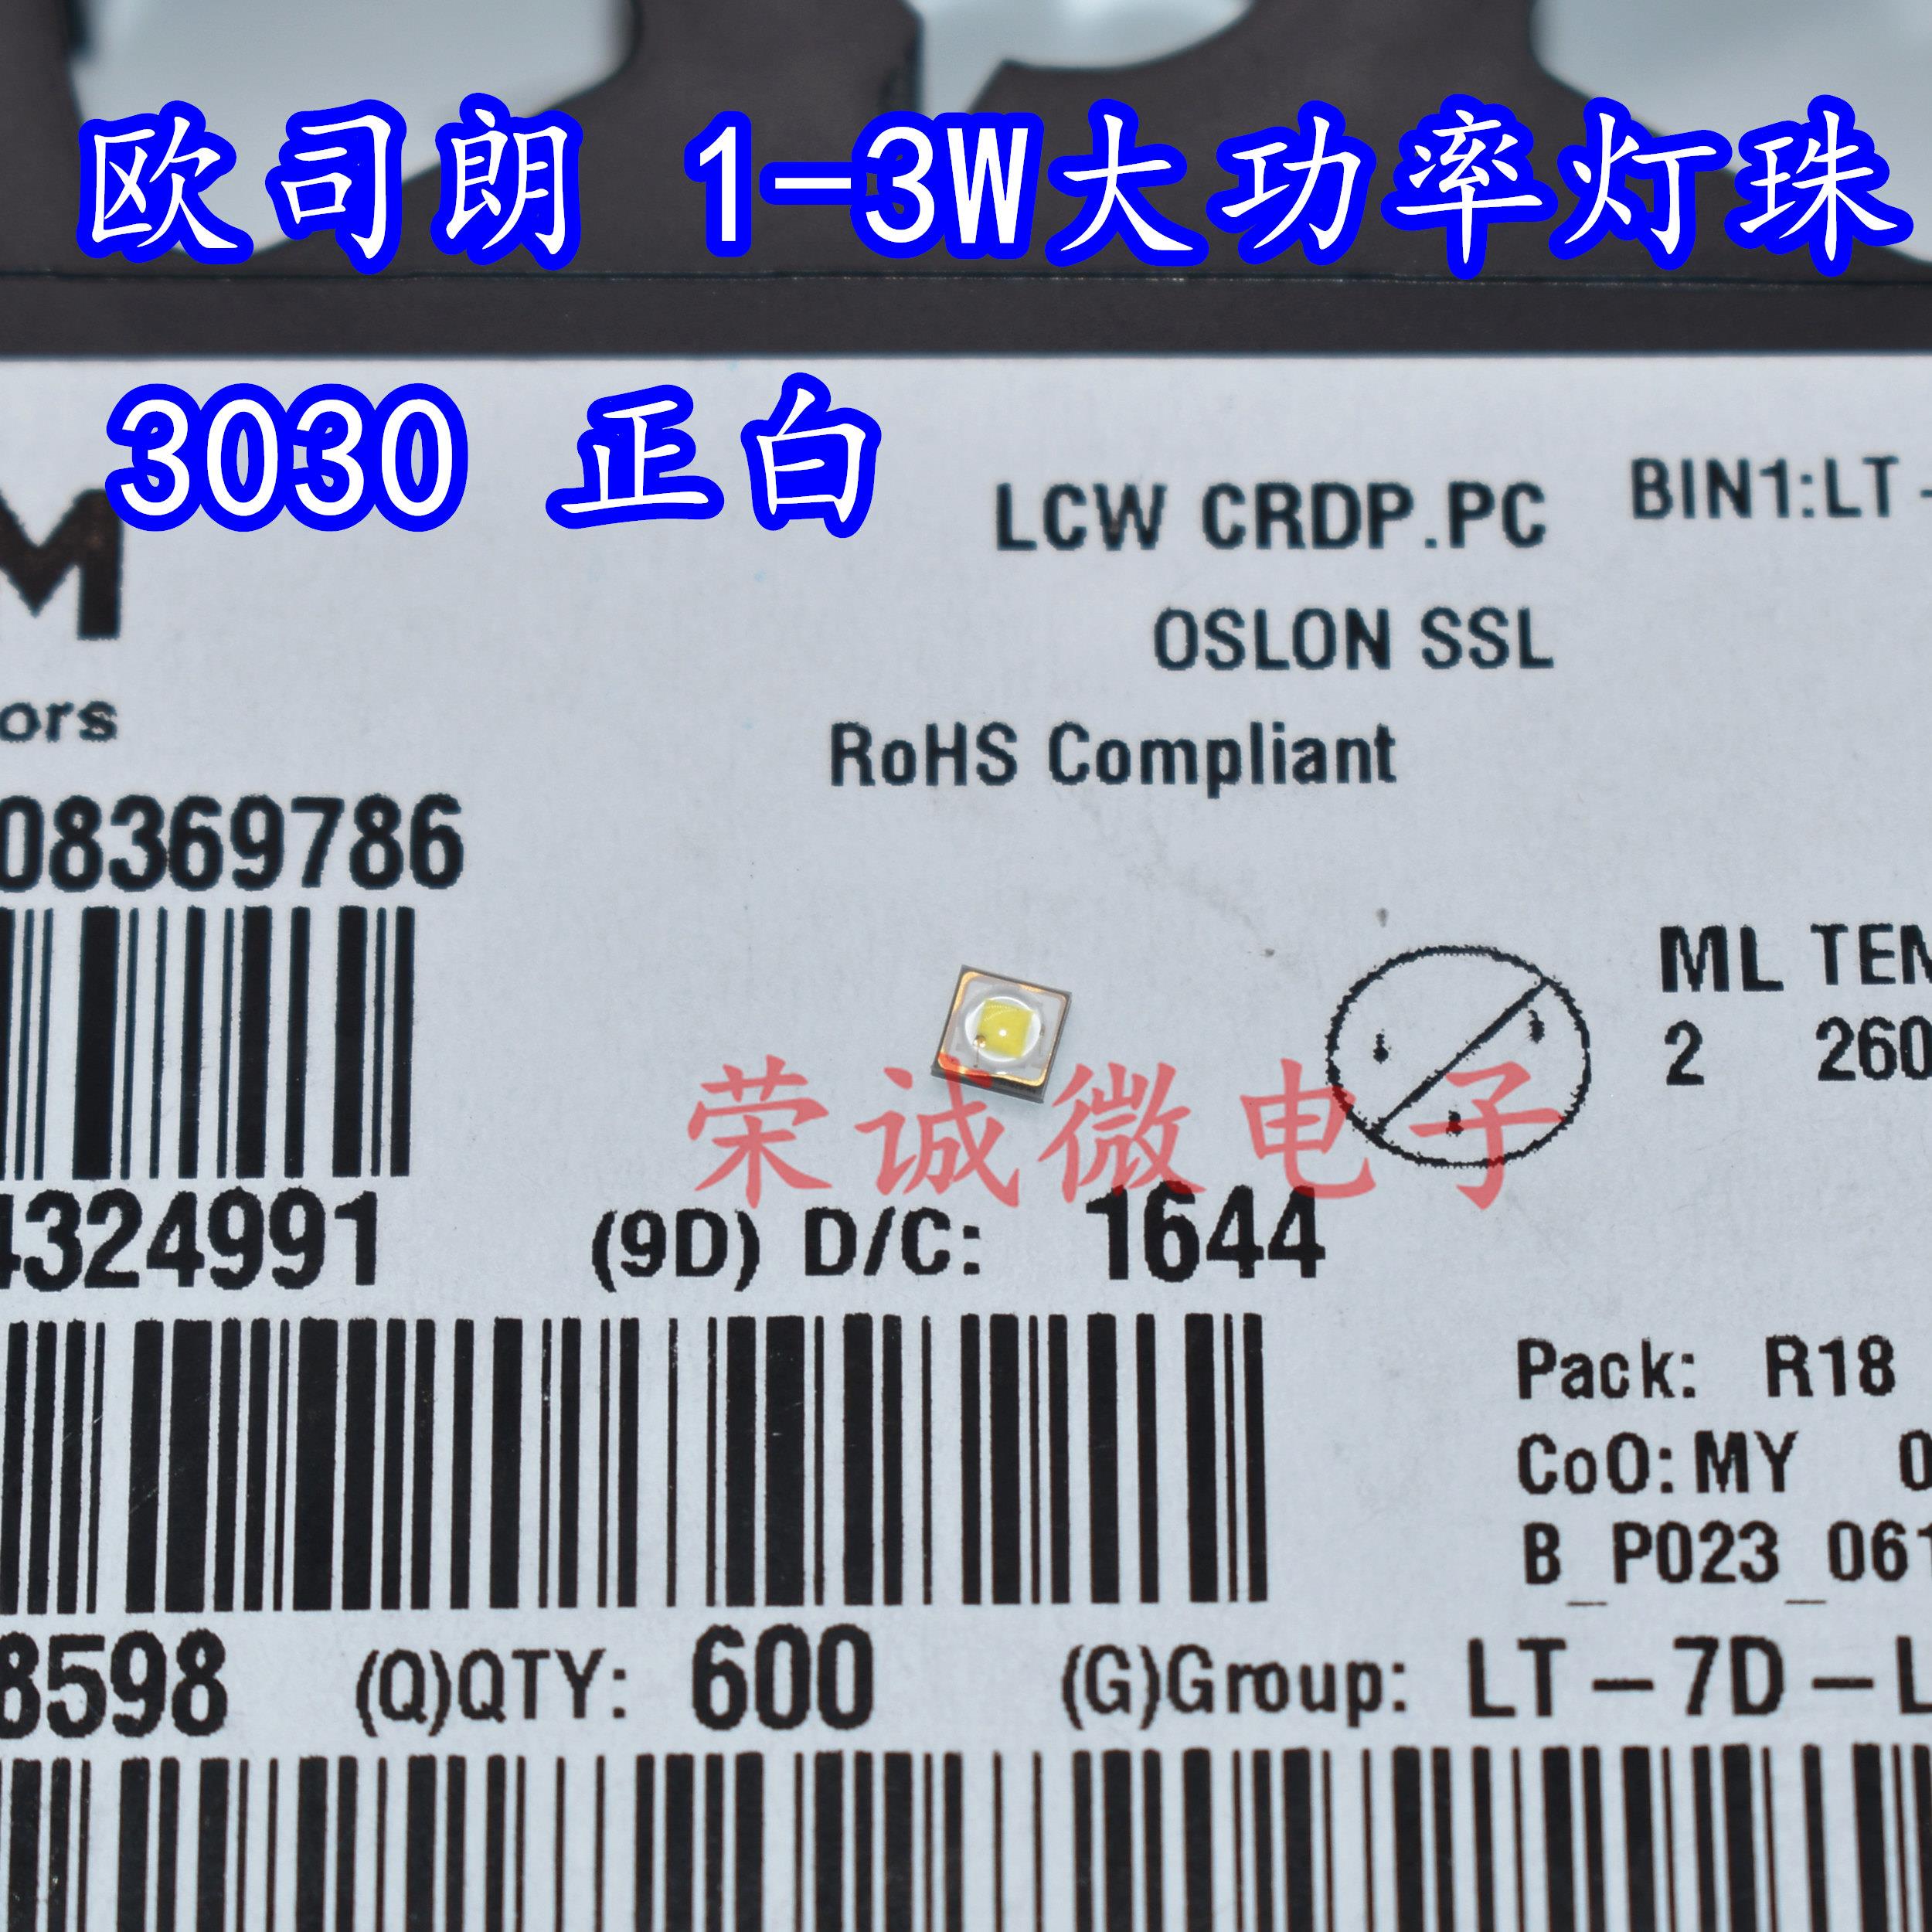 欧司朗 1-3W大功率灯珠
3030 正白
M
LCW CRDP.PC
BIN1:LT -
OSLON SSL
ors
RoHS Compliant
08369786
ML TEM
2 260
荣诚微电子
4324991 (9D) D/C: 1644
Pack: R18
CoO: MY 0
B_P023_061
8598 (Q)QTY: 600 (G)Group: LT-7D-L